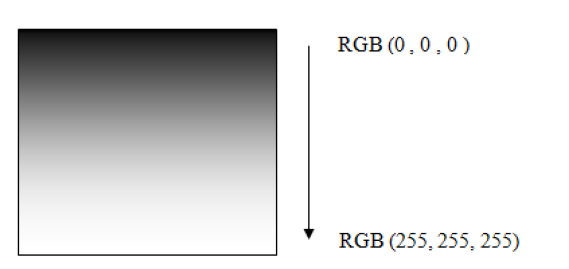 RGB (0 , 0 , 0 )
RGB (255, 255, 255)